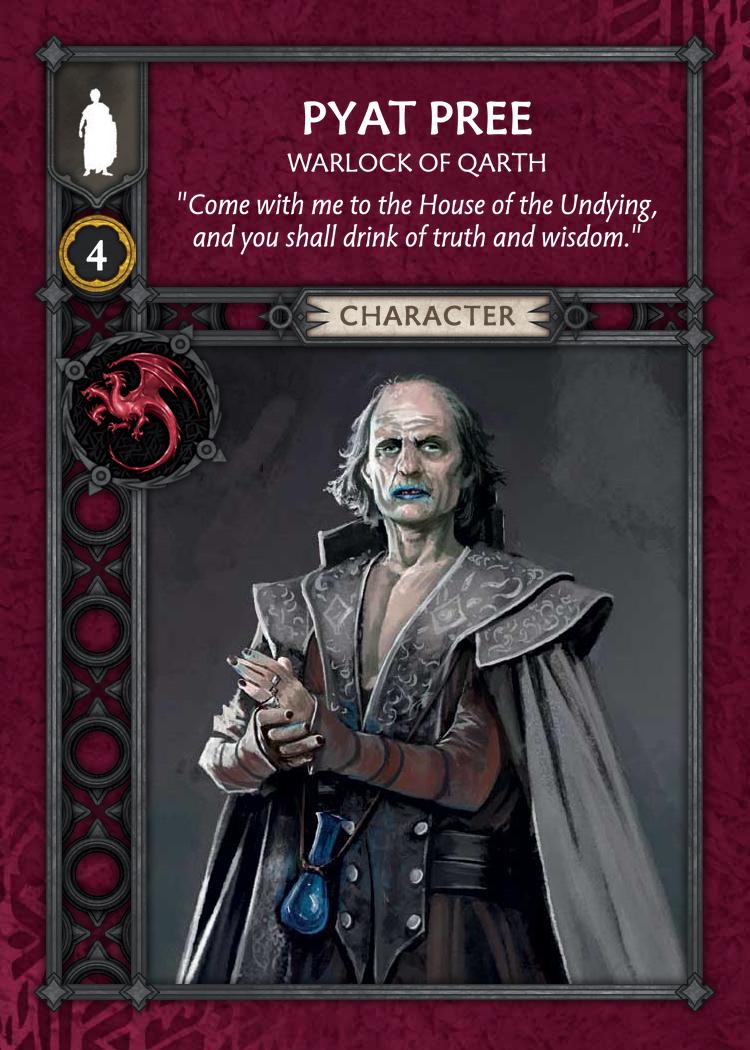 PYAT PREE
WARLOCK OF QARTH
"Come with me to the House of the Undying,
and you shall drink of truth and wisdom."
4
CHARACTER